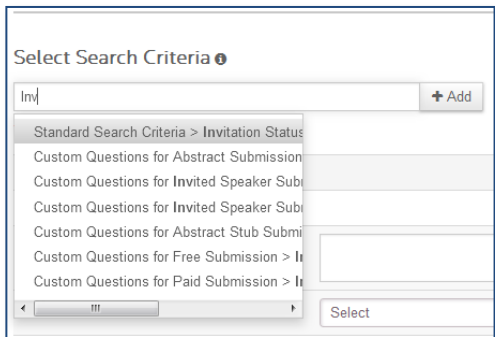 Select Search Criteria
Inv
+ Add
Standard Search Criteria > Invitation Status
Custom Questions for Abstract Submission
Custom Questions for Invited Speaker Sub
Custom Questions for Invited Speaker Sub
Custom Questions for Abstract Stub Submi
Custom Questions for Free Submission > I
Custom Questions for Paid Submission > I
Select